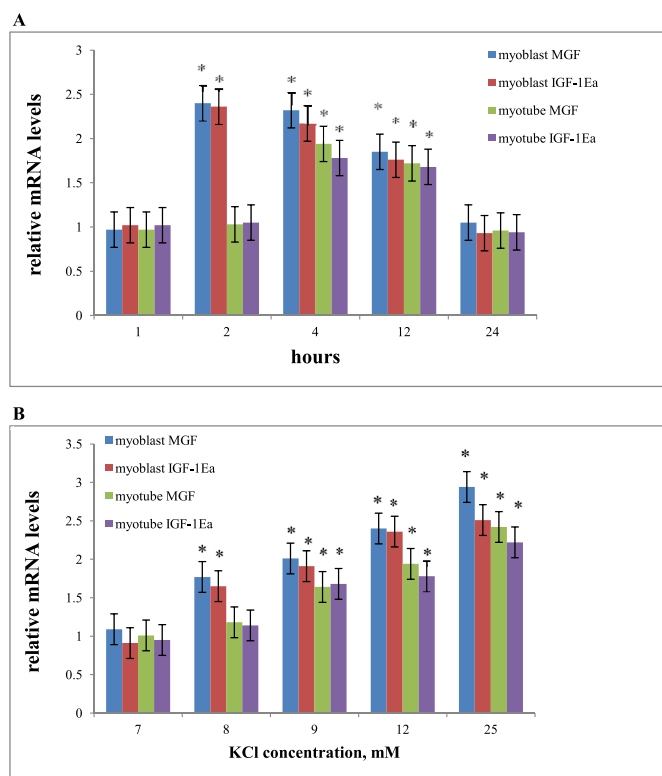 A
relative mRNA levels
3
2.5
2
1.5
1
0.5
0
* * * * * * * * * *
myoblast MGF
myoblast IGF-1Ea
myotube MGF
myotube IGF-1Ea
1 2 4 12 24
hours
B
relative mRNA levels
3.5
3
2.5
2
1.5
1
0.5
0
myoblast MGF
myoblast IGF-1Ea
myotube MGF
myotube IGF-1Ea
* * * * * * * * * * * * * *
7 8 9 12 25
KCl concentration, mM